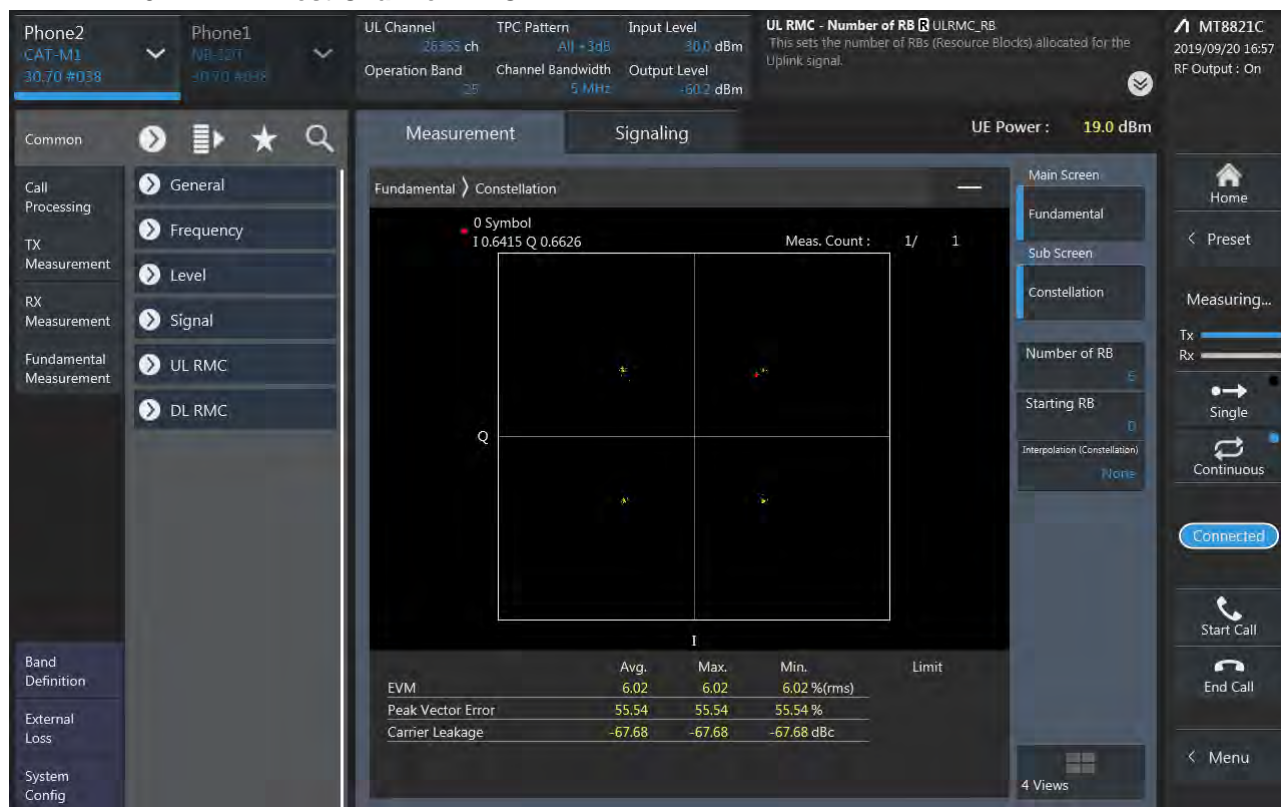 Phone2
CAT-M1
30.70 #038
Phone1
NB-IOT
30.70 #038
UL Channel
26365 ch
Operation Band
25
TPC Pattern
All +3dB
Channel Bandwidth
5 MHz
Input Level
30.0 dBm
Output Level
-60.2 dBm
UL RMC - Number of RB R ULRMC_RB
This sets the number of RBs (Resource Blocks) allocated for the
Uplink signal.
MT8821C
2019/09/20 16:57
RF Output : On
Common
Call
Processing
TX
Measurement
RX
Measurement
Fundamental
Measurement
Band
Definition
External
Loss
System
Config
General
Frequency
Level
Signal
UL RMC
DL RMC
Measurement
Signaling
UE Power : 19.0 dBm
Fundamental Constellation
0 Symbol
I 0.6415 Q 0.6626
Meas. Count : 1/ 1
Q
I
Avg. Max. Min. Limit
EVM 6.02 6.02 6.02 %(rms)
Peak Vector Error 55.54 55.54 55.54 %
Carrier Leakage -67.68 -67.68 -67.68 dBc
Main Screen
Fundamental
Sub Screen
Constellation
Number of RB
Starting RB
0
Interpolation (Constellation)
None
4 Views
Home
< Preset
Measuring...
Tx
Rx
Single
Continuous
Connected
Start Call
End Call
< Menu